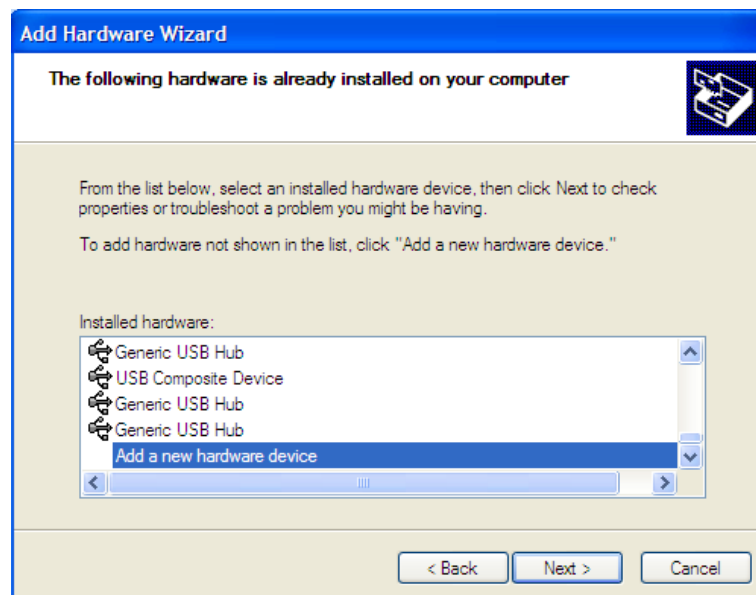 Add Hardware Wizard
The following hardware is already installed on your computer
From the list below, select an installed hardware device, then click Next to check
properties or troubleshoot a problem you might be having.
To add hardware not shown in the list, click "Add a new hardware device."
Installed hardware:
Generic USB Hub
USB Composite Device
Generic USB Hub
Generic USB Hub
Add a new hardware device
< Back Next > Cancel